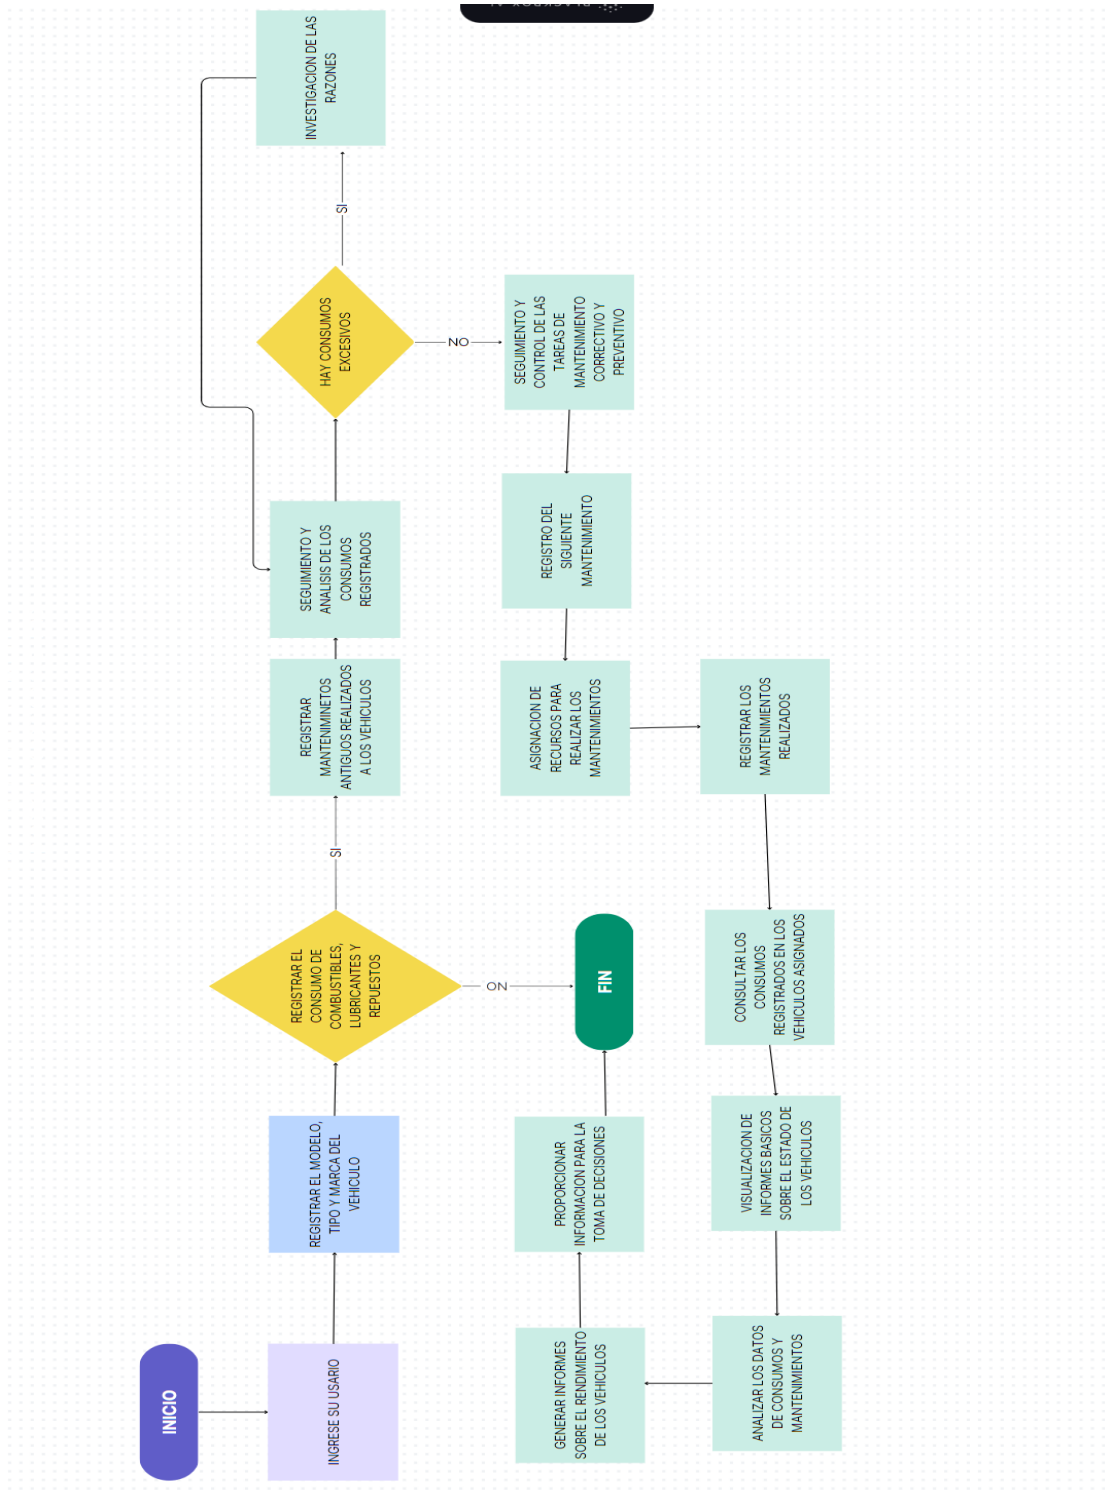 INICIO
INGRESE SU USARIO
REGISTRAR EL MODELO,
TIPO Y MARCA DEL
VEHICULO
REGISTRAR EL
CONSUMO DE
COMBUSTIBLES,
LUBRICANTES Y
REPUESTOS
SI
NO
REGISTRAR
MANTENIMINETOS
ANTIGUOS REALIZADOS
A LOS VEHICULOS
SEGUIMIENTO Y
ANALISIS DE LOS
CONSUMOS
REGISTRADOS
HAY CONSUMOS
EXCESIVOS
SI
INVESTIGACION DE LAS
RAZONES
NO
SEGUIMIENTO Y
CONTROL DE LAS
TAREAS DE
MANTENIMIENTO
CORRECTIVO Y
PREVENTIVO
REGISTRO DEL
SIGUIENTE
MANTENIMIENTO
ASIGNACION DE
RECURSOS PARA
REALIZAR LOS
MANTENIMIENTOS
REGISTRAR LOS
MANTENIMIENTOS
REALIZADOS
CONSULTAR LOS
CONSUMOS
REGISTRADOS EN LOS
VEHICULOS ASIGNADOS
VISUALIZACION DE
INFORMES BASICOS
SOBRE EL ESTADO DE
LOS VEHICULOS
ANALIZAR LOS DATOS
DE CONSUMOS Y
MANTENIMIENTOS
GENERAR INFORMES
SOBRE EL RENDIMIENTO
DE LOS VEHICULOS
PROPORCIONAR
INFORMACION PARA LA
TOMA DE DECISIONES
FIN